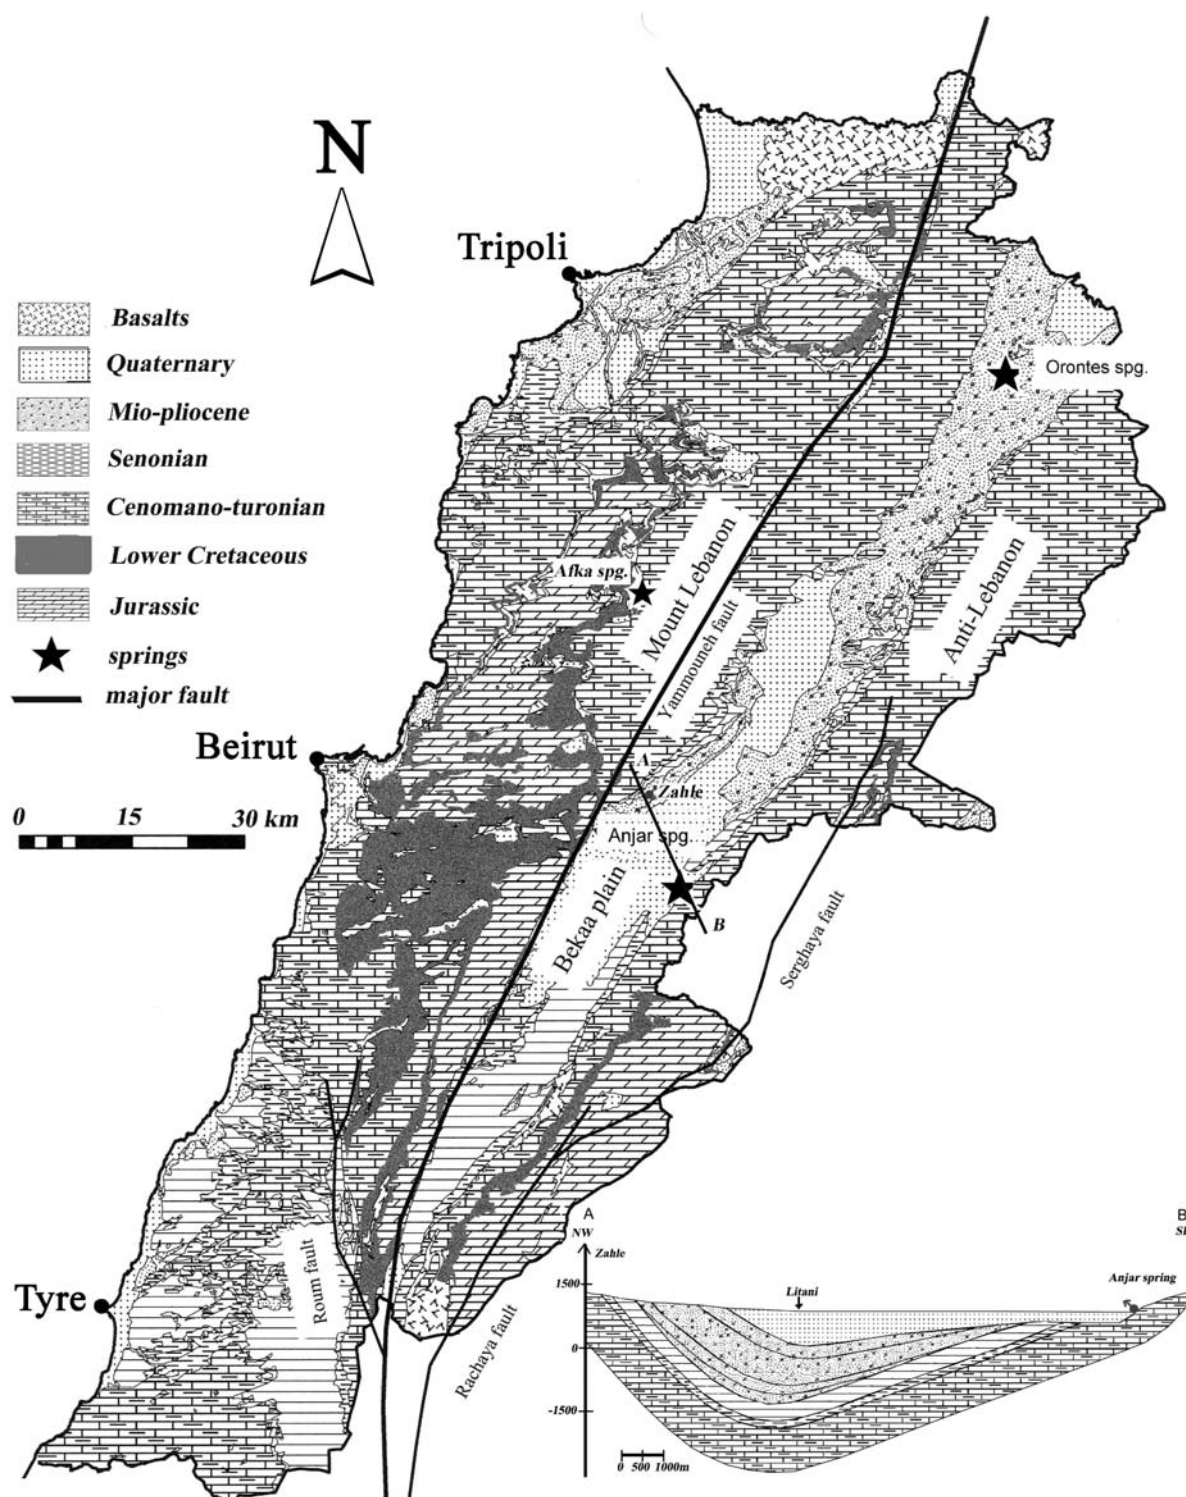 N
Tripoli
Basalts
Quaternary
Mio-pliocene
Senonian
Cenomano-turonian
Lower Cretaceous
Jurassic
springs
major fault
Orontes spg.
Afka spg.
Mount Lebanon
Yammouneh fault
Anti-Lebanon
Beirut
0 15 30 km
A
Zahle
Anjar spg.
B
Bekaa plain
Serghaya fault
Tyre
Roum fault
Rachaya fault
A
NW
Zahle
B
1500
Litani
Anjar spring
0
-1500
0 500 1000m